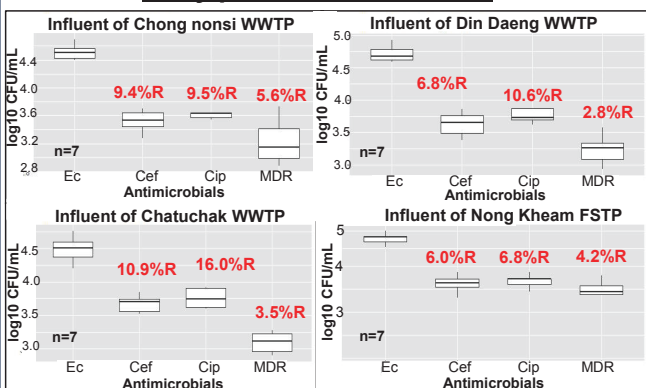 Influent of Chong nonsi WWTP
log10 CFU/mL
4.4
4.0
3.6
3.2
2.8
9.4%R
9.5%R
5.6%R
n=7
Ec Cef Cip MDR
Antimicrobials
Influent of Din Daeng WWTP
log10 CFU/mL
5.0
4.5
4.0
3.5
3.0
6.8%R
10.6%R
2.8%R
n=7
Ec Cef Cip MDR
Antimicrobials
Influent of Chatuchak WWTP
log10 CFU/mL
4.5
4.0
3.5
3.0
10.9%R
16.0%R
3.5%R
n=7
Ec Cef Cip MDR
Antimicrobials
Influent of Nong Kheam FSTP
log10 CFU/mL
5
4
3
6.0%R
6.8%R
4.2%R
n=7
Ec Cef Cip MDR
Antimicrobials